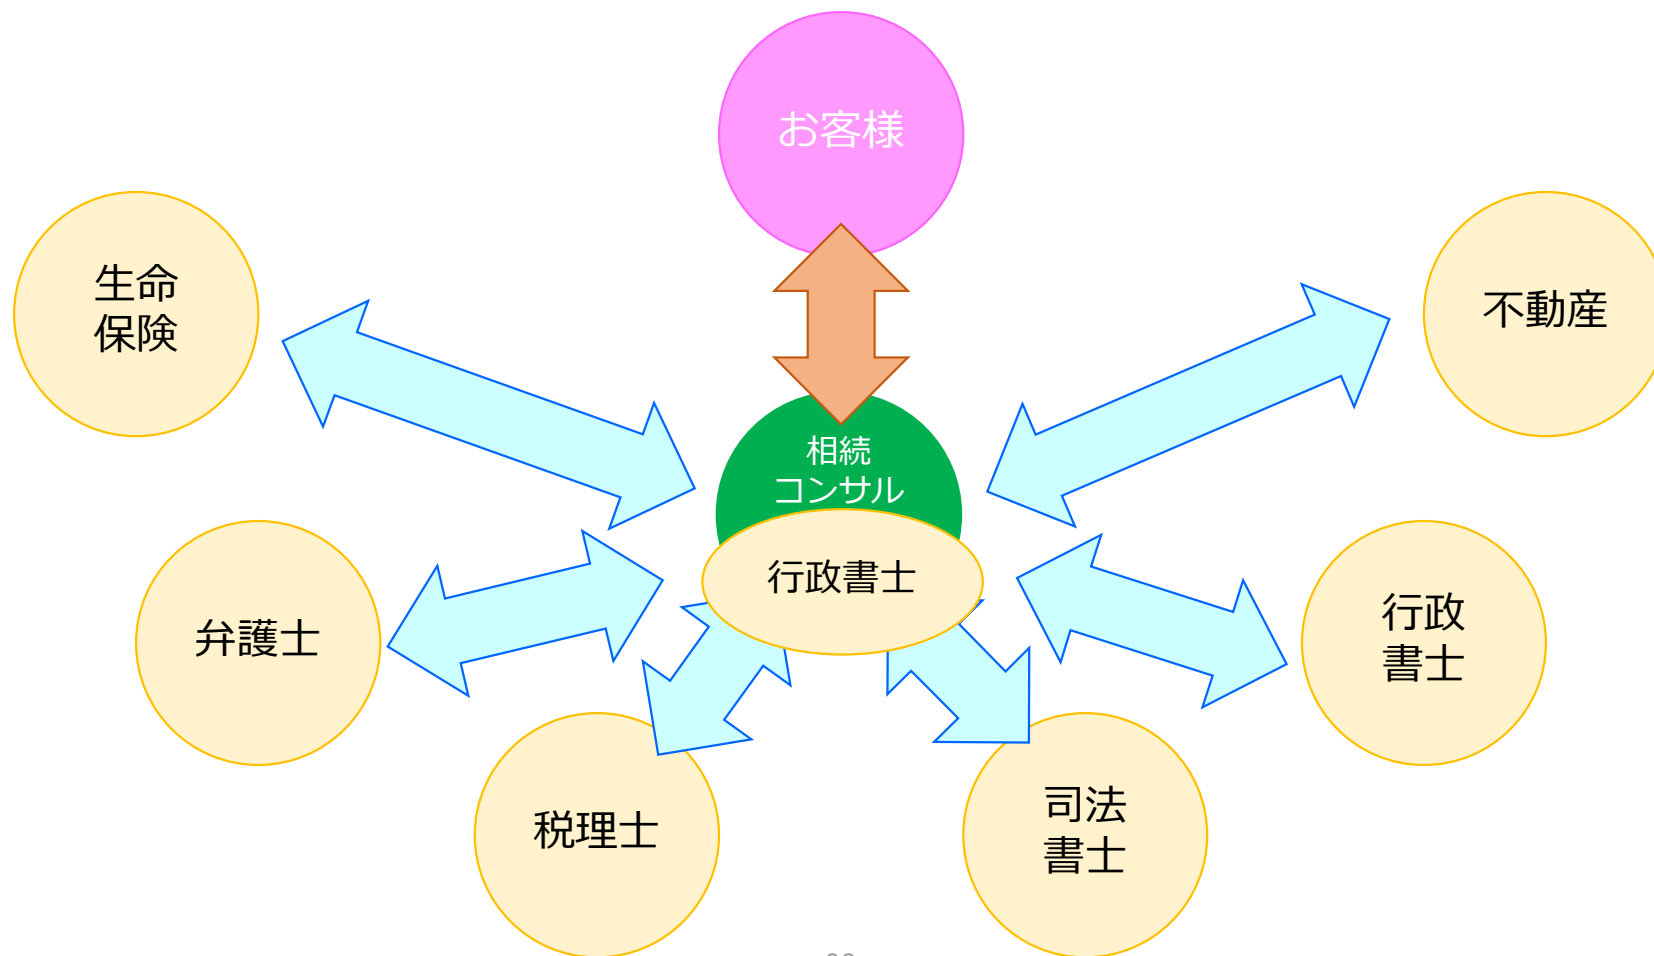 お客様
生命
保険
不動産
相続
コンサル
行政書士
弁護士
行政
書士
税理士
司法
書士